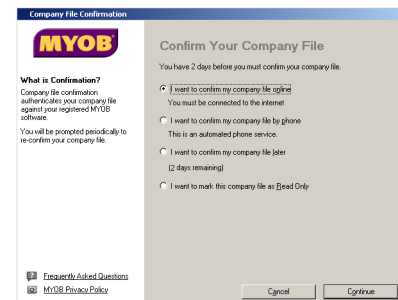 Company File Confirmation
MYOB
Confirm Your Company File
You have 2 days before you must confirm your company file.
What is Confirmation?
Company file confirmation
authenticates your company file
against your registered MYOB
software.
You will be prompted periodically to
re-confirm your company file.
I want to confirm my company file online
You must be connected to the internet
I want to confirm my company file by phone
This is an automated phone service.
I want to confirm my company file later
(2 days remaining)
I want to mark this company file as Read Only
Frequently Asked Questions
MYOB Privacy Policy
Cancel
Continue